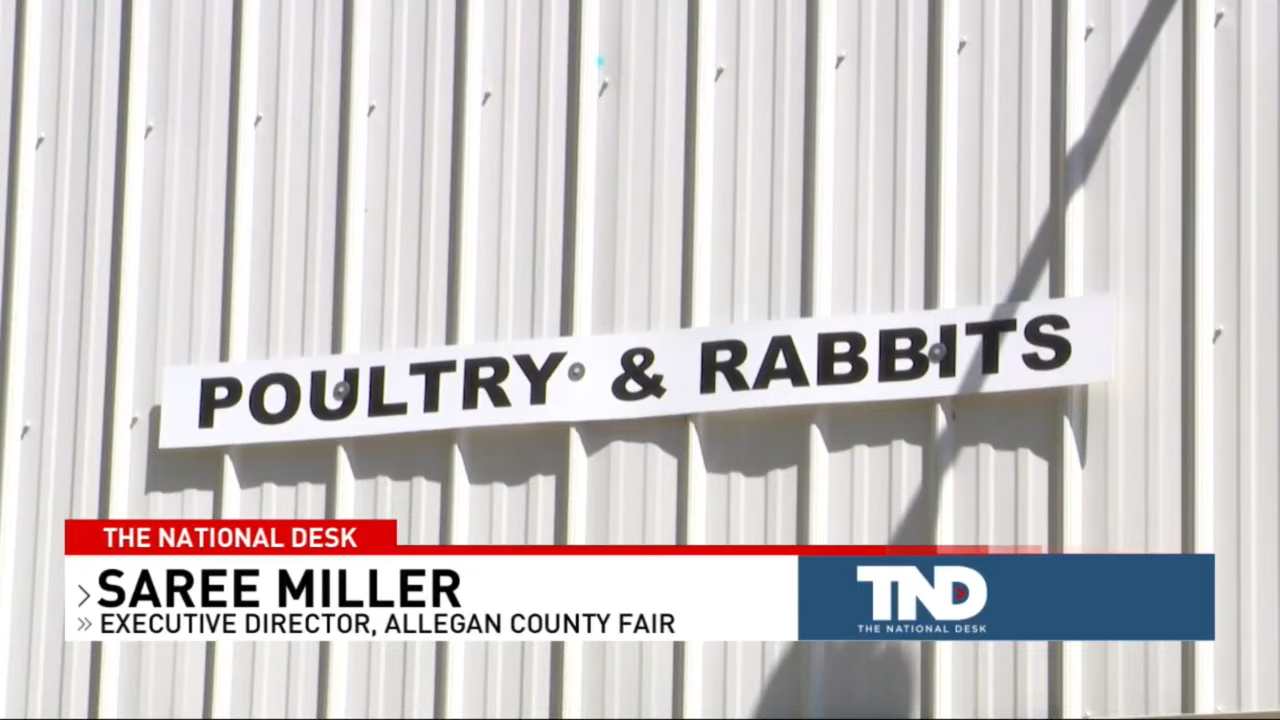 POULTRY & RABBITS
THE NATIONAL DESK
SAREE MILLER
EXECUTIVE DIRECTOR, ALLEGAN COUNTY FAIR
TND
THE NATIONAL DESK